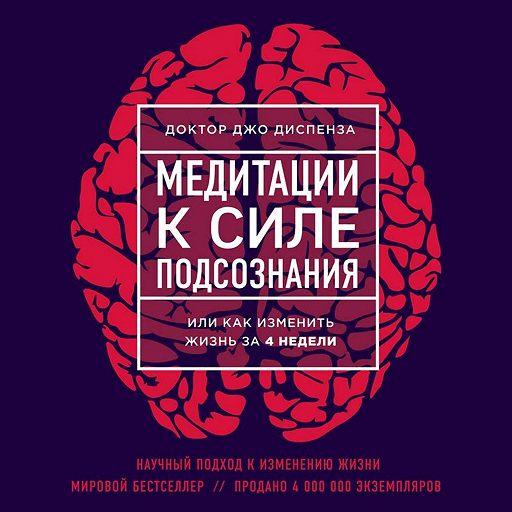 ДОКТОР ДЖО ДИСПЕНЗА
МЕДИТАЦИИ
К СИЛЕ
ПОДСОЗНАНИЯ
ИЛИ КАК ИЗМЕНИТЬ
ЖИЗНЬ ЗА 4 НЕДЕЛИ
НАУЧНЫЙ ПОДХОД К ИЗМЕНЕНИЮ ЖИЗНИ
МИРОВОЙ БЕСТСЕЛЛЕР // ПРОДАНО 4 000 000 ЭКЗЕМПЛЯРОВ